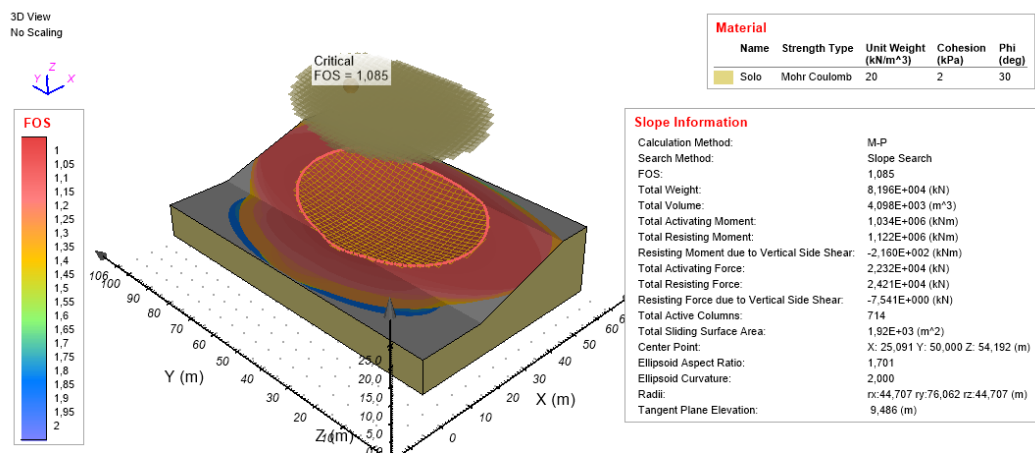 3D View
No Scaling
Z
Y X
Critical
FOS = 1,085
FOS
1
1,05
1,1
1,15
1,2
1,25
1,3
1,35
1,4
1,45
1,5
1,55
1,6
1,65
1,7
1,75
1,8
1,85
1,9
1,95
2
106
100
90
80
70
60
50
40
30
20
Y (m)
25,0
20,0
15,0
10,0
5,0
Z (m)
0
10
20
30
40
50
X (m)
Material
Name Strength Type Unit Weight (kN/m^3) Cohesion (kPa) Phi (deg)
Solo Mohr Coulomb 20 2 30
Slope Information
Calculation Method: M-P
Search Method: Slope Search
FOS: 1,085
Total Weight: 8,196E+004 (kN)
Total Volume: 4,098E+003 (m^3)
Total Activating Moment: 1,034E+006 (kNm)
Total Resisting Moment: 1,122E+006 (kNm)
Resisting Moment due to Vertical Side Shear: -2,160E+002 (kNm)
Total Activating Force: 2,232E+004 (kN)
Total Resisting Force: 2,421E+004 (kN)
Resisting Force due to Vertical Side Shear: -7,541E+000 (kN)
Total Active Columns: 714
Total Sliding Surface Area: 1,92E+03 (m^2)
Center Point: X: 25,091 Y: 50,000 Z: 54,192 (m)
Ellipsoid Aspect Ratio: 1,701
Ellipsoid Curvature: 2,000
Radii: rx:44,707 ry:76,062 rz:44,707 (m)
Tangent Plane Elevation: 9,486 (m)